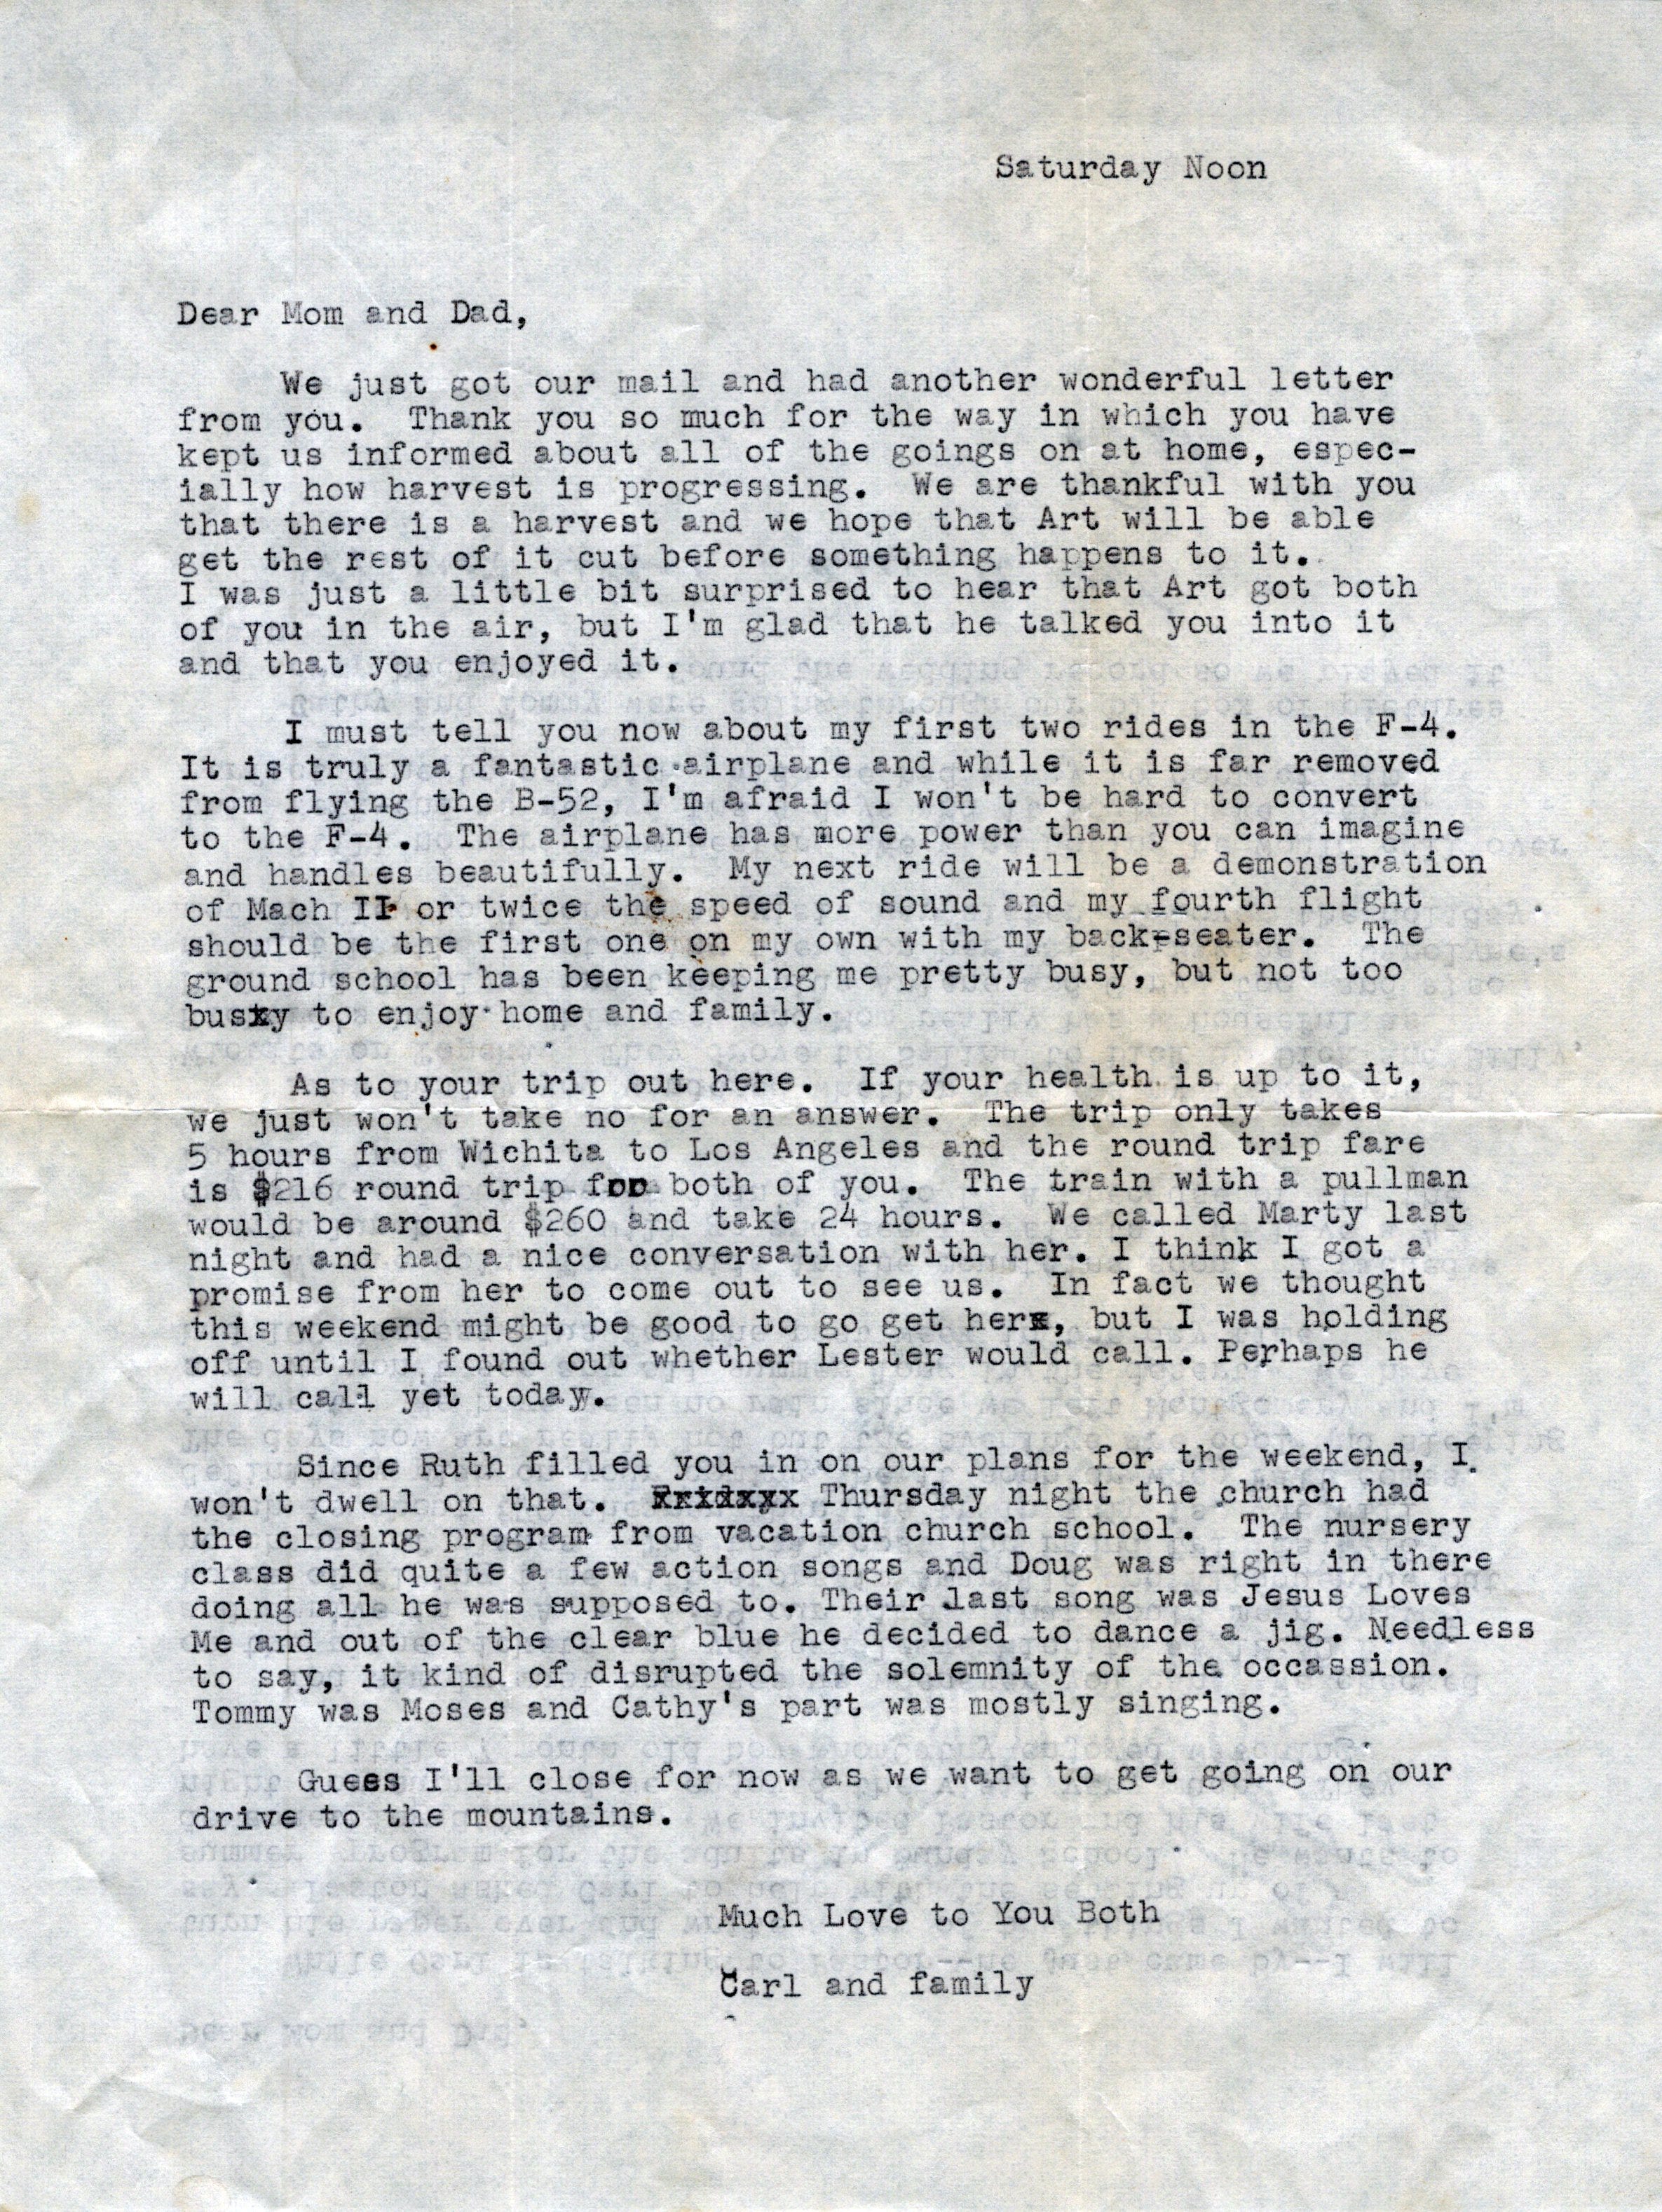 Saturday Noon
Dear Mom and Dad,
We just got our mail and had another wonderful letter
from you. Thank you so much for the way in which you have
kept us informed about all of the goings on at home, espec-
ially how harvest is progressing. We are thankful with you
that there is a harvest and we hope that Art will be able
get the rest of it cut before something happens to it.
I was just a little bit surprised to hear that Art got both
of you in the air, but I'm glad that he talked you into it
and that you enjoyed it.
I must tell you now about my first two rides in the F-4.
It is truly a fantastic airplane and while it is far removed
from flying the B-52, I'm afraid I won't be hard to convert
to the F-4. The airplane has more power than you can imagine
and handles beautifully. My next ride will be a demonstration
of Mach II or twice the speed of sound and my fourth flight
should be the first one on my own with my back-seater. The
ground school has been keeping me pretty busy, but not too
busxy to enjoy home and family.
As to your trip out here. If your health is up to it,
we just won't take no for an answer. The trip only takes
5 hours from Wichita to Los Angeles and the round trip fare
is $216 round trip for both of you. The train with a pullman
would be around $260 and take 24 hours. We called Marty last
night and had a nice conversation with her. I think I got a
promise from her to come out to see us. In fact we thought
this weekend might be good to go get herx, but I was holding
off until I found out whether Lester would call. Perhaps he
will call yet today.
Since Ruth filled you in on our plans for the weekend, I
won't dwell on that. Thursday night the church had
the closing program from vacation church school. The nursery
class did quite a few action songs and Doug was right in there
doing all he was supposed to. Their last song was Jesus Loves
Me and out of the clear blue he decided to dance a jig. Needless
to say, it kind of disrupted the solemnity of the occassion.
Tommy was Moses and Cathy's part was mostly singing.
Guess I'll close for now as we want to get going on our
drive to the mountains.
Much Love to You Both
Carl and family